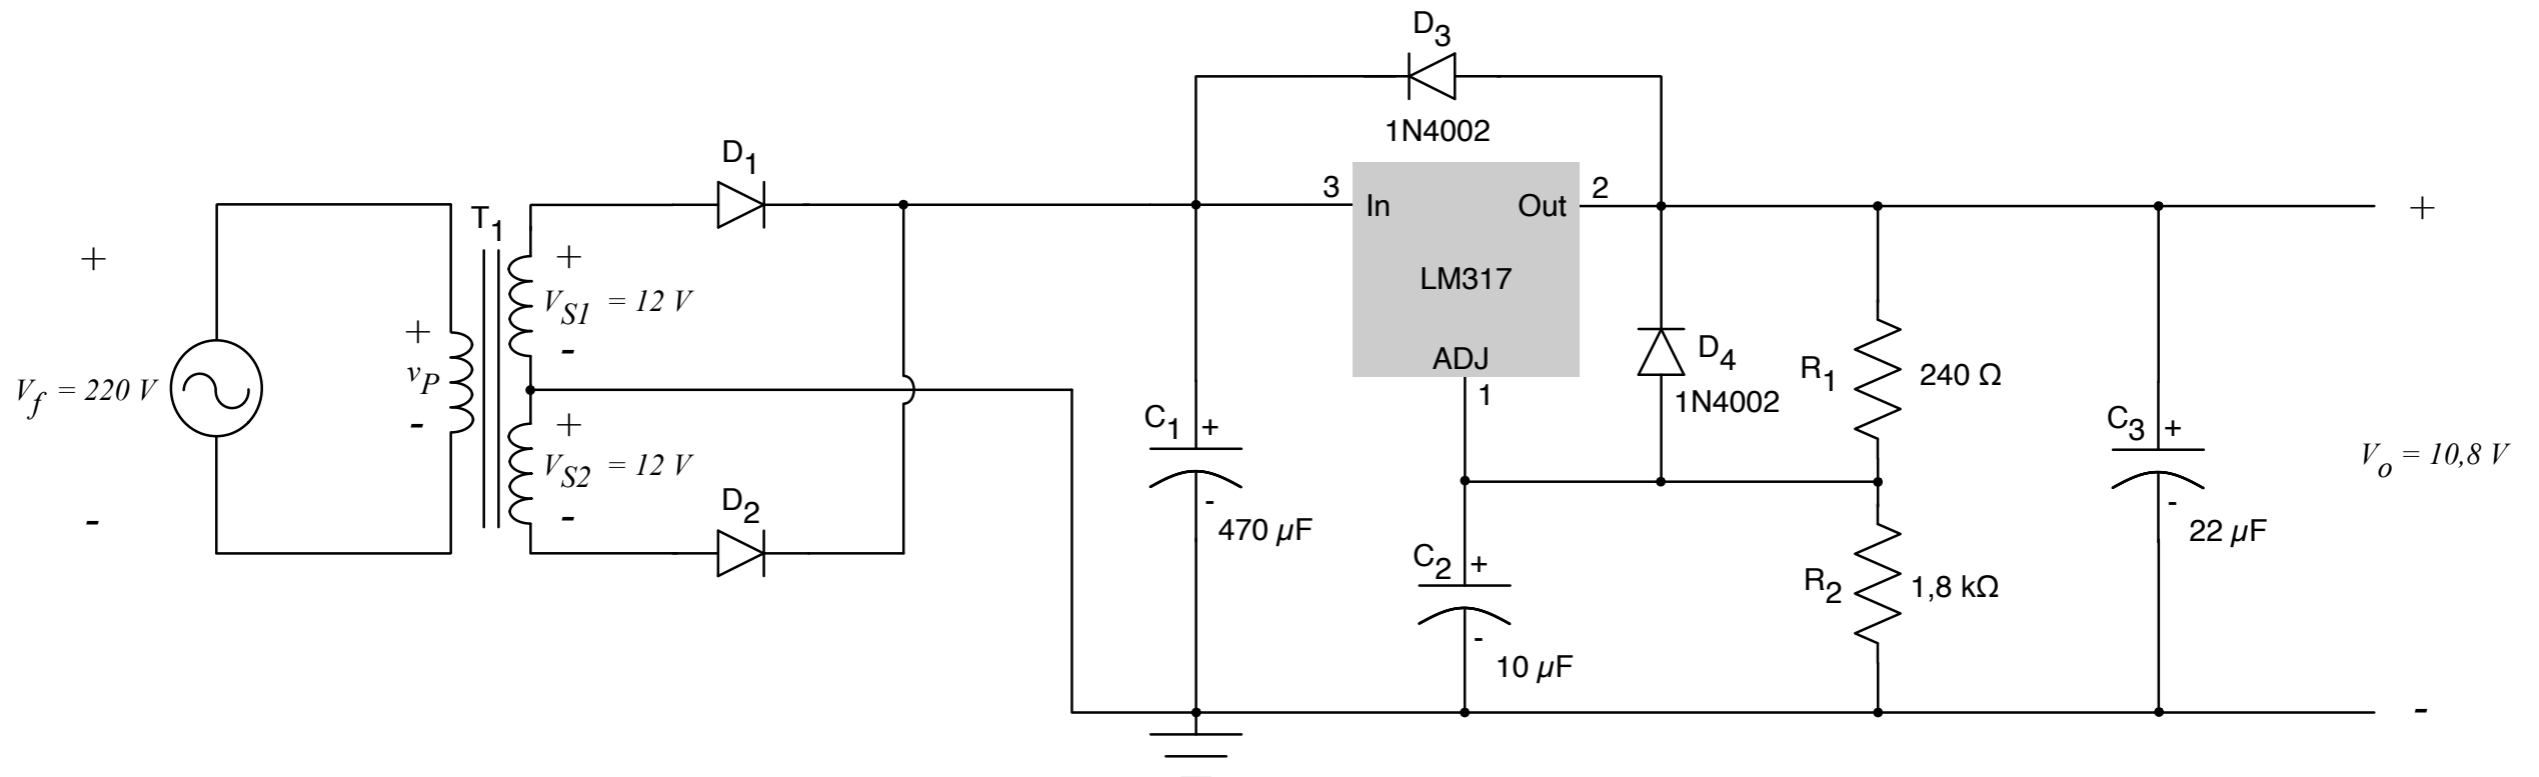 D3
1N4002
D1
3
In
Out
2
+
T1
+
+
VS1 = 12 V
-
LM317
ADJ
1
D4
1N4002
R1
240 Ω
+
vP
-
Vf = 220 V
-
+
VS2 = 12 V
-
D2
C1
+
-
470 µF
C2
+
-
10 µF
R2
1,8 kΩ
C3
+
-
22 µF
Vo = 10,8 V
+
-